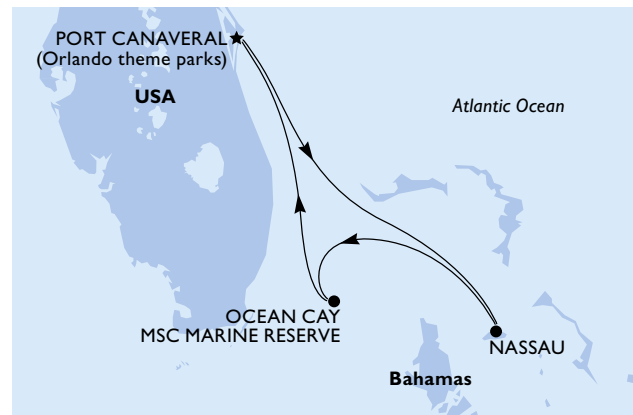 PORT CANAVERAL
(Orlando theme parks)
USA
Atlantic Ocean
OCEAN CAY
MSC MARINE RESERVE
NASSAU
Bahamas